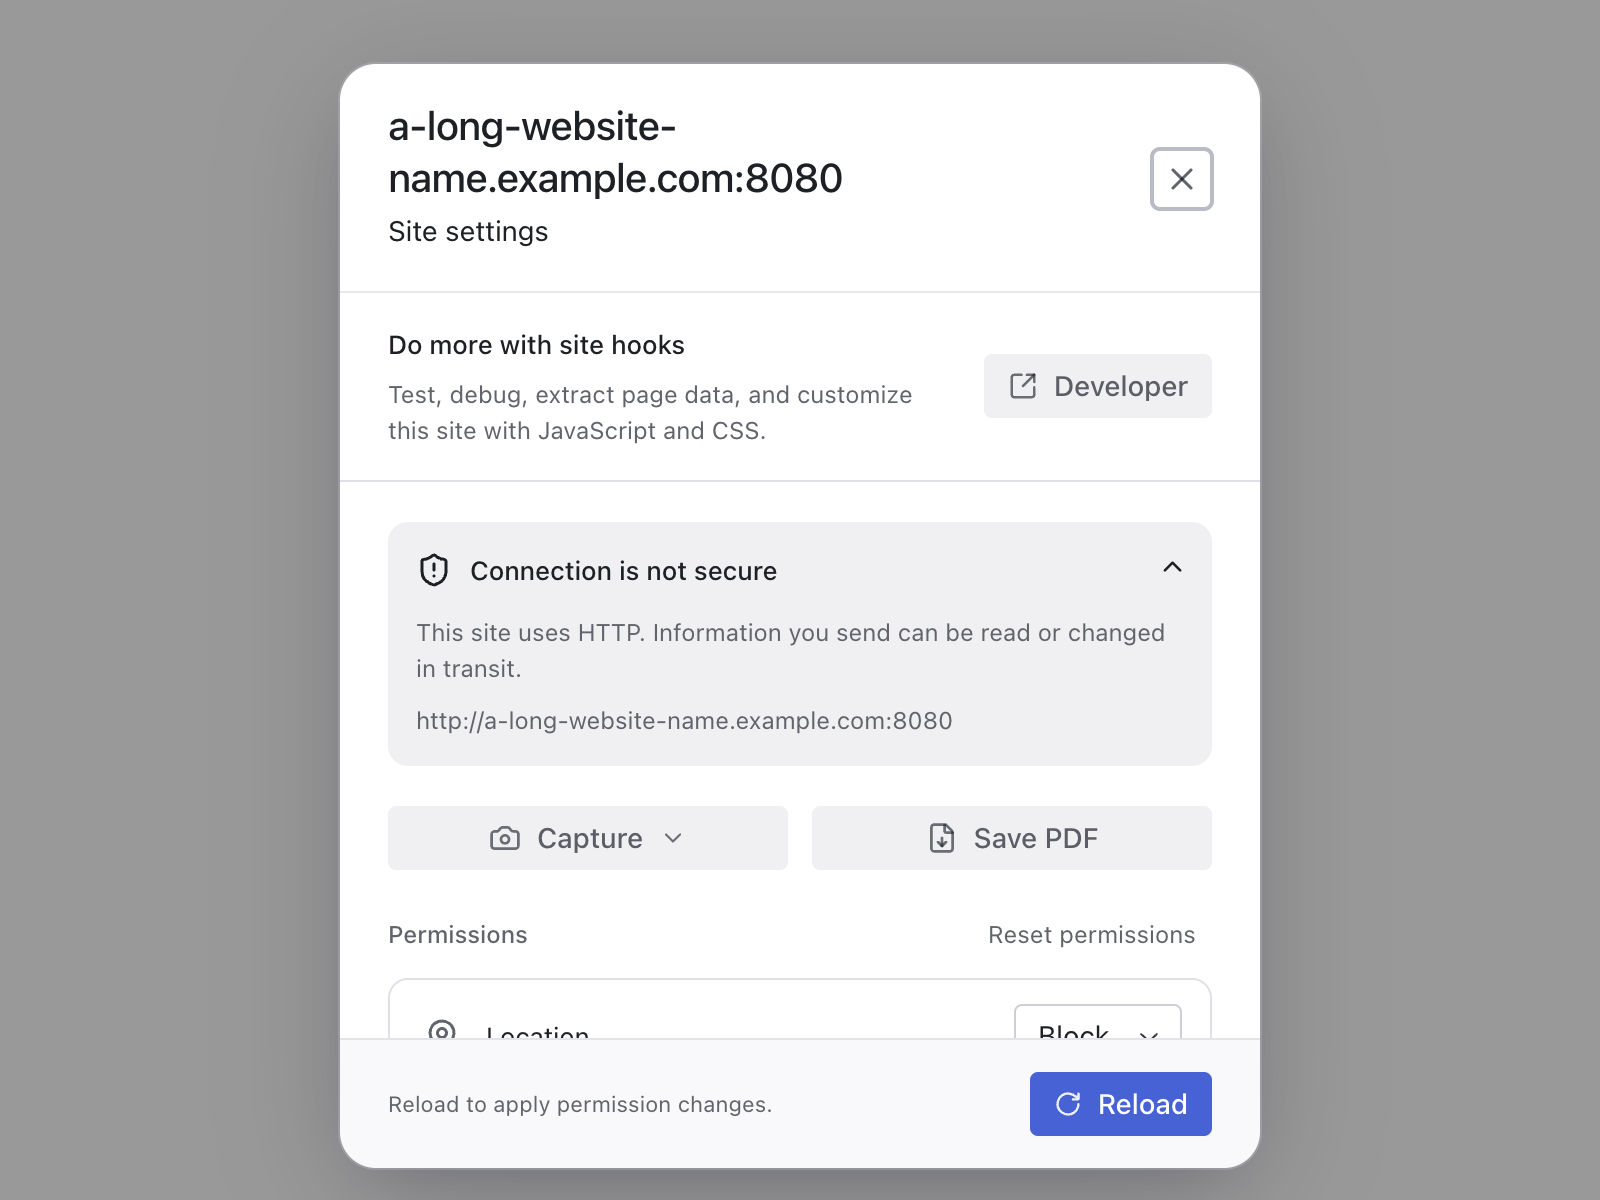 a-long-website-
name.example.com:8080
Site settings
Do more with site hooks
Test, debug, extract page data, and customize
this site with JavaScript and CSS.
Developer
Connection is not secure
This site uses HTTP. Information you send can be read or changed
in transit.
http://a-long-website-name.example.com:8080
Capture
Save PDF
Permissions
Reset permissions
Location
Block
Reload to apply permission changes.
Reload